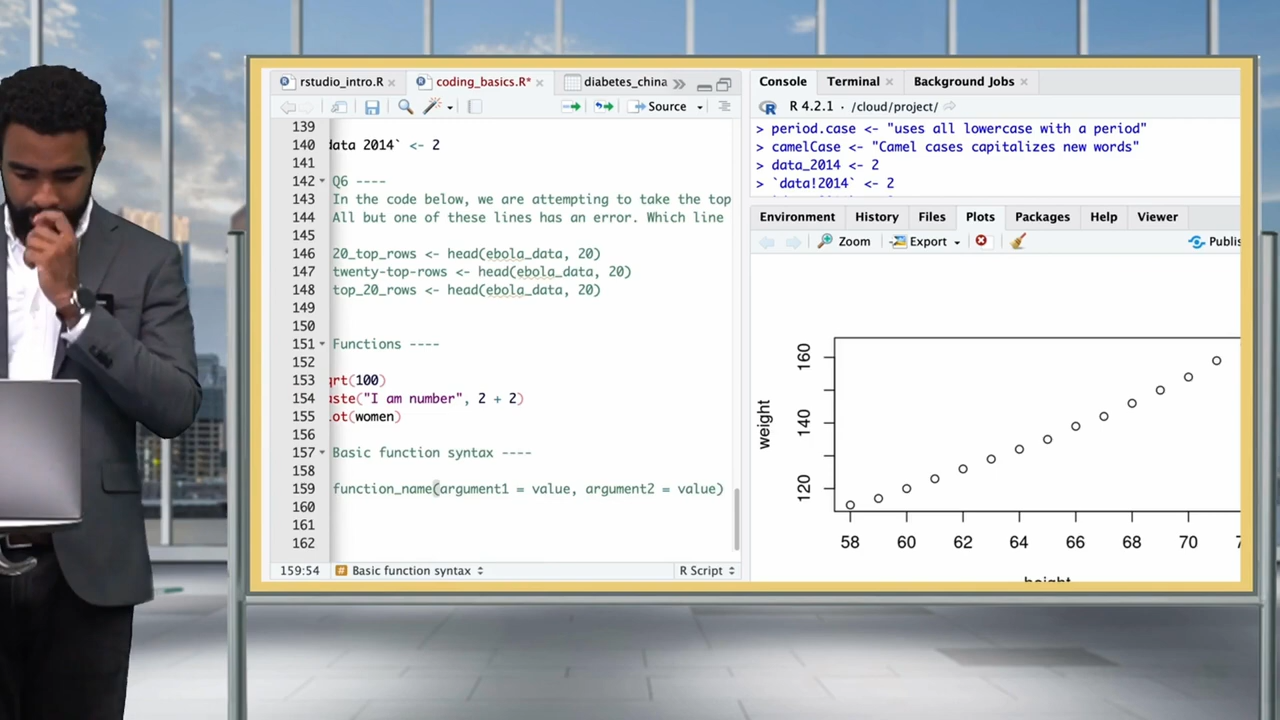 rstudio_intro.R
coding_basics.R*
diabetes_china
Source
139
140 data 2014` <- 2
141
142 Q6 ----
143 In the code below, we are attempting to take the top
144 All but one of these lines has an error. Which line
145
146 20_top_rows <- head(ebola_data, 20)
147 twenty-top-rows <- head(ebola_data, 20)
148 top_20_rows <- head(ebola_data, 20)
149
150
151 Functions ----
152
153 qrt(100)
154 aste("I am number", 2 + 2)
155 lot(women)
156
157 Basic function syntax ----
158
159 function_name(argument1 = value, argument2 = value)
160
161
162
159:54 # Basic function syntax R Script
Console Terminal Background Jobs
R R 4.2.1 · /cloud/project/
> period.case <- "uses all lowercase with a period"
> camelCase <- "Camel cases capitalizes new words"
> data_2014 <- 2
> `data!2014` <- 2
Environment History Files Plots Packages Help Viewer
Zoom Export Publis
weight
160
140
120
58 60 62 64 66 68 70 7
height